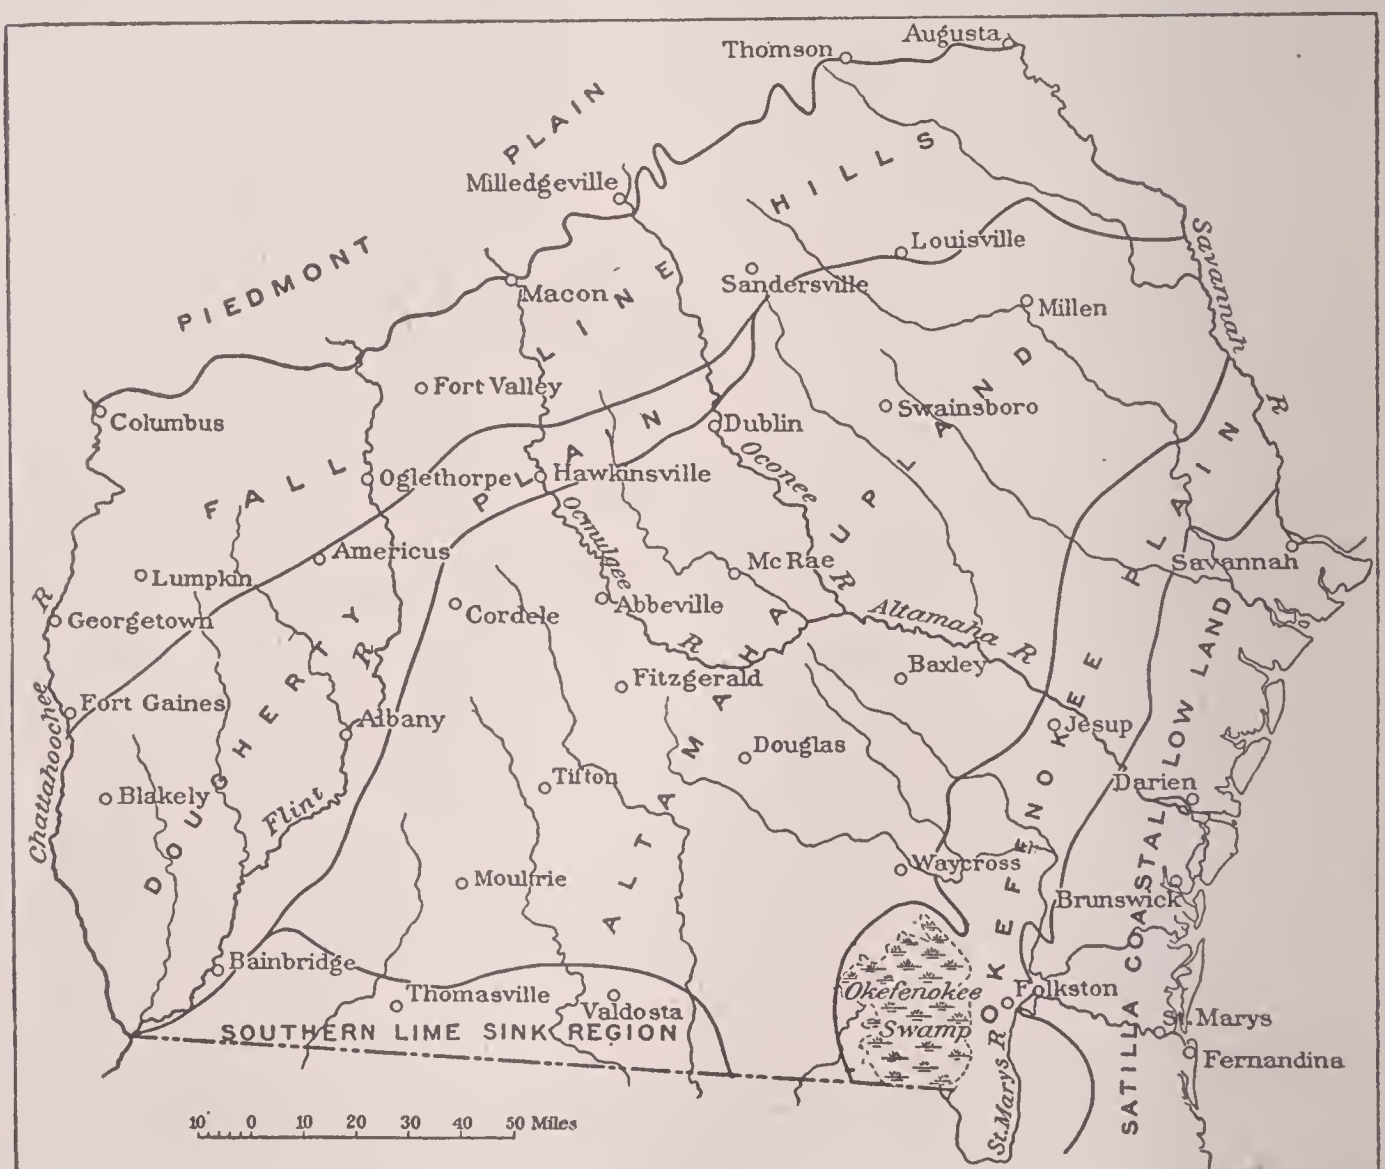 Augusta
Thomson
PIEDMONT PLAIN
Milledgeville
FALL LINE HILLS
Savannah R
Louisville
Sandersville
Macon
Millen
Fort Valley
Columbus
Swainsboro
Dublin
Oglethorpe
Hawkinsville
Oconee R
Ocmulgee R
Americus
Lumpkin
McRae
Savannah
Georgetown
Cordele
Abbeville
Altamaha R
DOUGHERTY PLAIN
ALTAMAHA UPLAND
OKEFENOKEE PLAIN
SATILLA COASTAL LOW LAND
Baxley
Fitzgerald
Chattahoochee R
Fort Gaines
Albany
Jesup
Douglas
Tifton
Darien
Blakely
Flint R
Waycross
Moultrie
Brunswick
Bainbridge
Okefenokee
Swamp
Folkston
Thomasville
Valdosta
St. Marys
SOUTHERN LIME SINK REGION
Fernandina
St. Marys R
10 0 10 20 30 40 50 Miles